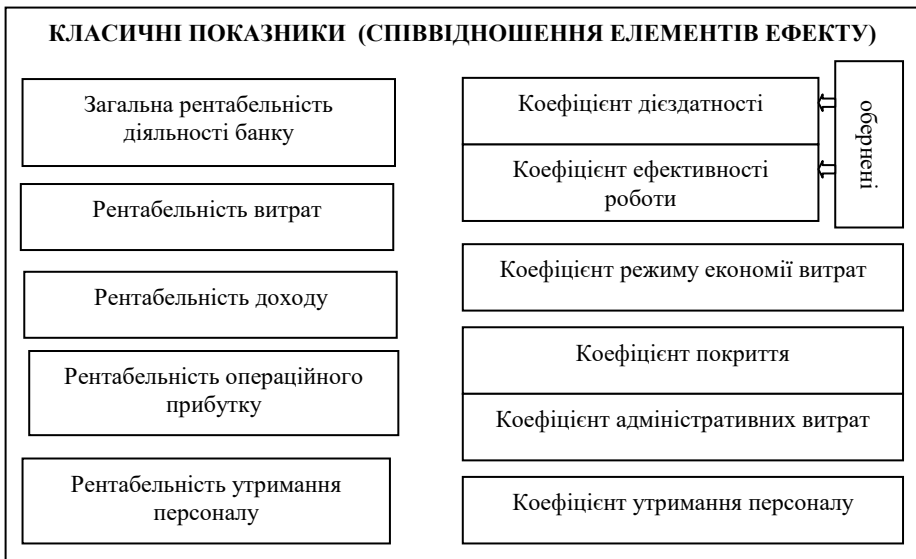 КЛАСИЧНІ ПОКАЗНИКИ (СПІВВІДНОШЕННЯ ЕЛЕМЕНТІВ ЕФЕКТУ)
Загальна рентабельність
діяльності банку
Рентабельність витрат
Рентабельність доходу
Рентабельність операційного
прибутку
Рентабельність утримання
персоналу
Коефіцієнт дієздатності
Коефіцієнт ефективності
роботи
обернені
Коефіцієнт режиму економії витрат
Коефіцієнт покриття
Коефіцієнт адміністративних витрат
Коефіцієнт утримання персоналу